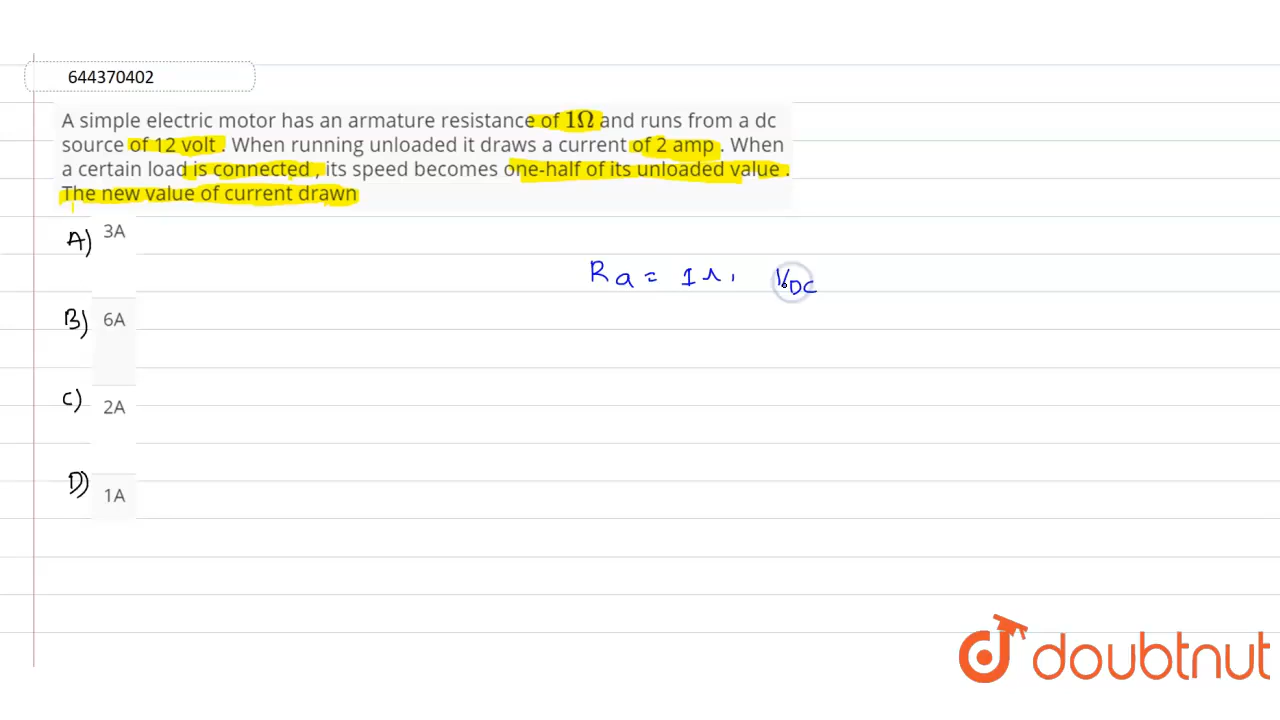 644370402
A simple electric motor has an armature resistance of 1Ω and runs from a dc
source of 12 volt . When running unloaded it draws a current of 2 amp . When
a certain load is connected , its speed becomes one-half of its unloaded value .
The new value of current drawn
A) 3A
Ra = 1Ω, VDC
B) 6A
C) 2A
D) 1A
doubtnut